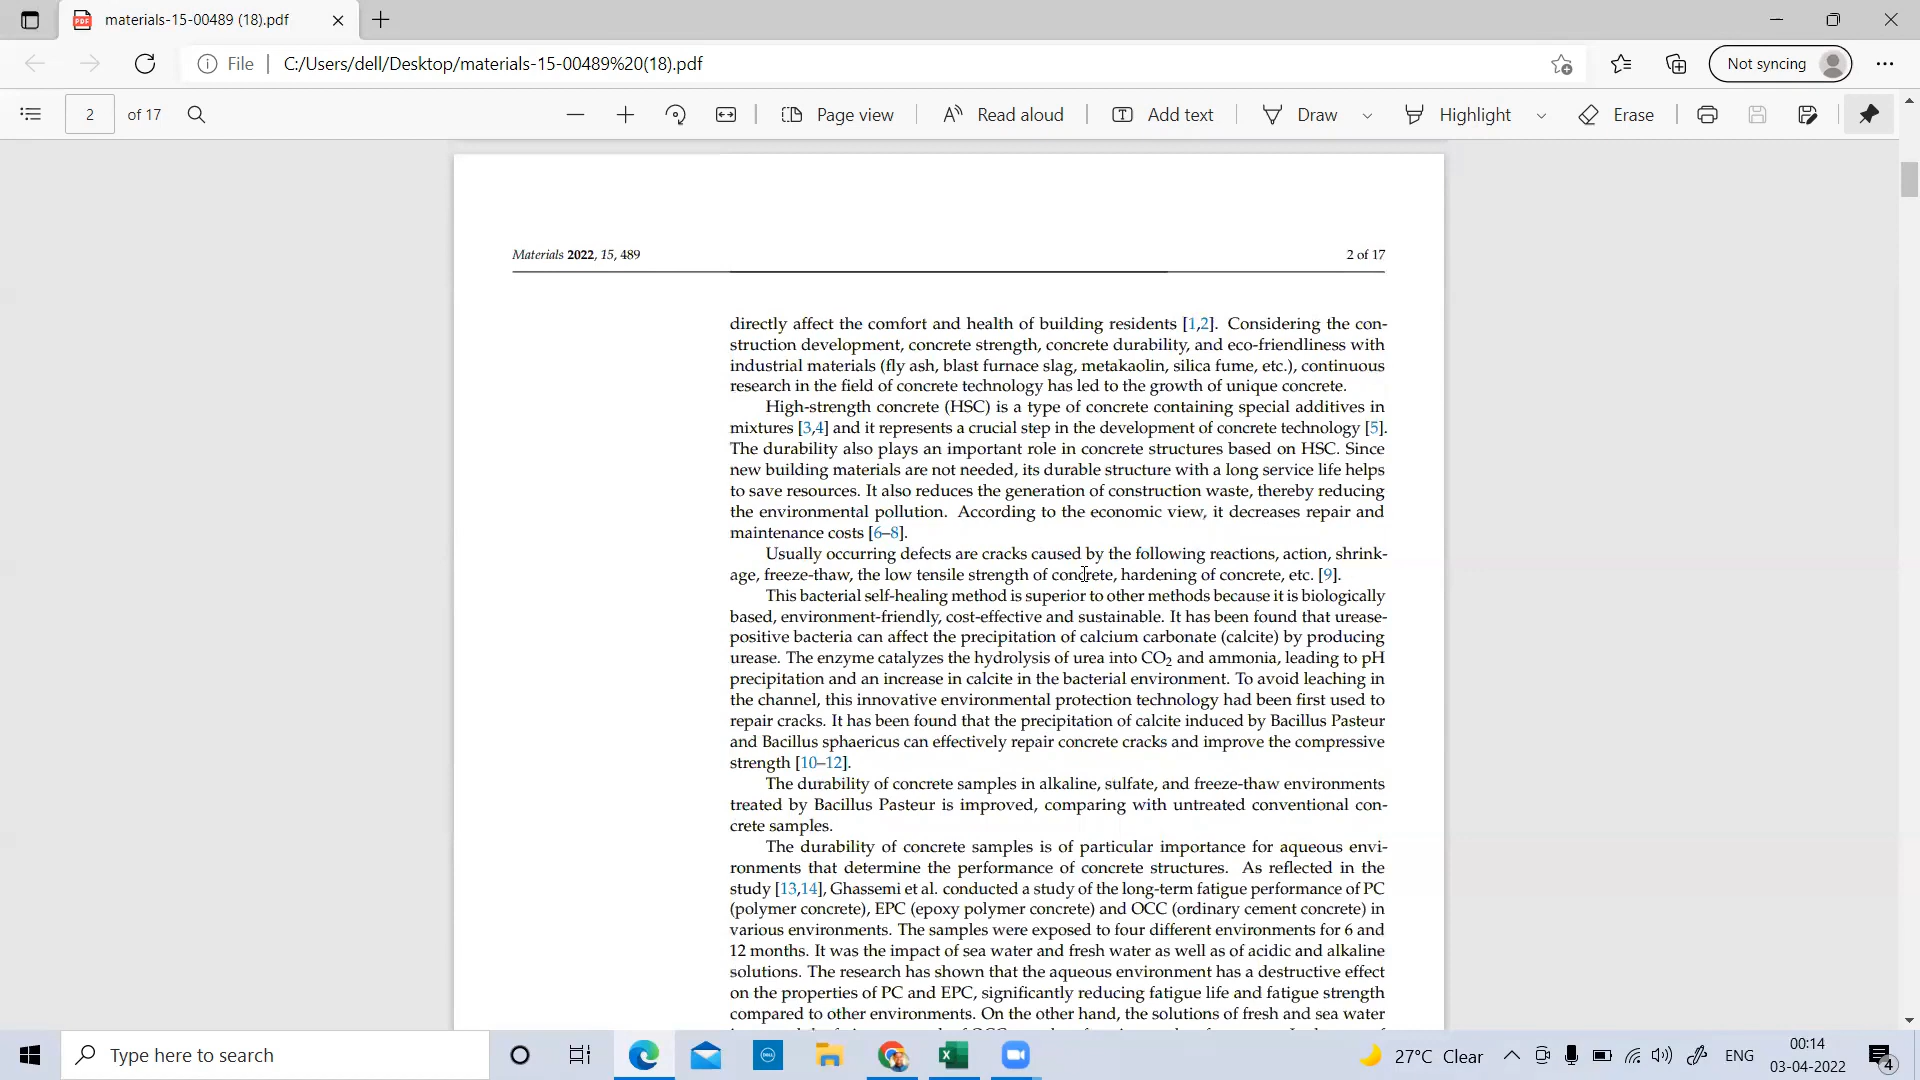 materials-15-00489 (18).pdf
File
C:/Users/dell/Desktop/materials-15-00489%20(18).pdf
Not syncing
2 of 17
Page view
Read aloud
Add text
Draw
Highlight
Erase
Materials 2022, 15, 489
2 of 17
directly affect the comfort and health of building residents [1,2]. Considering the con-
struction development, concrete strength, concrete durability, and eco-friendliness with
industrial materials (fly ash, blast furnace slag, metakaolin, silica fume, etc.), continuous
research in the field of concrete technology has led to the growth of unique concrete.
High-strength concrete (HSC) is a type of concrete containing special additives in
mixtures [3,4] and it represents a crucial step in the development of concrete technology [5].
The durability also plays an important role in concrete structures based on HSC. Since
new building materials are not needed, its durable structure with a long service life helps
to save resources. It also reduces the generation of construction waste, thereby reducing
the environmental pollution. According to the economic view, it decreases repair and
maintenance costs [6–8].
Usually occurring defects are cracks caused by the following reactions, action, shrink-
age, freeze-thaw, the low tensile strength of concrete, hardening of concrete, etc. [9].
This bacterial self-healing method is superior to other methods because it is biologically
based, environment-friendly, cost-effective and sustainable. It has been found that urease-
positive bacteria can affect the precipitation of calcium carbonate (calcite) by producing
urease. The enzyme catalyzes the hydrolysis of urea into CO₂ and ammonia, leading to pH
precipitation and an increase in calcite in the bacterial environment. To avoid leaching in
the channel, this innovative environmental protection technology had been first used to
repair cracks. It has been found that the precipitation of calcite induced by Bacillus Pasteur
and Bacillus sphaericus can effectively repair concrete cracks and improve the compressive
strength [10–12].
The durability of concrete samples in alkaline, sulfate, and freeze-thaw environments
treated by Bacillus Pasteur is improved, comparing with untreated conventional con-
crete samples.
The durability of concrete samples is of particular importance for aqueous envi-
ronments that determine the performance of concrete structures. As reflected in the
study [13,14], Ghassemi et al. conducted a study of the long-term fatigue performance of PC
(polymer concrete), EPC (epoxy polymer concrete) and OCC (ordinary cement concrete) in
various environments. The samples were exposed to four different environments for 6 and
12 months. It was the impact of sea water and fresh water as well as of acidic and alkaline
solutions. The research has shown that the aqueous environment has a destructive effect
on the properties of PC and EPC, significantly reducing fatigue life and fatigue strength
compared to other environments. On the other hand, the solutions of fresh and sea water
Type here to search
27°C Clear
ENG
00:14
03-04-2022
4